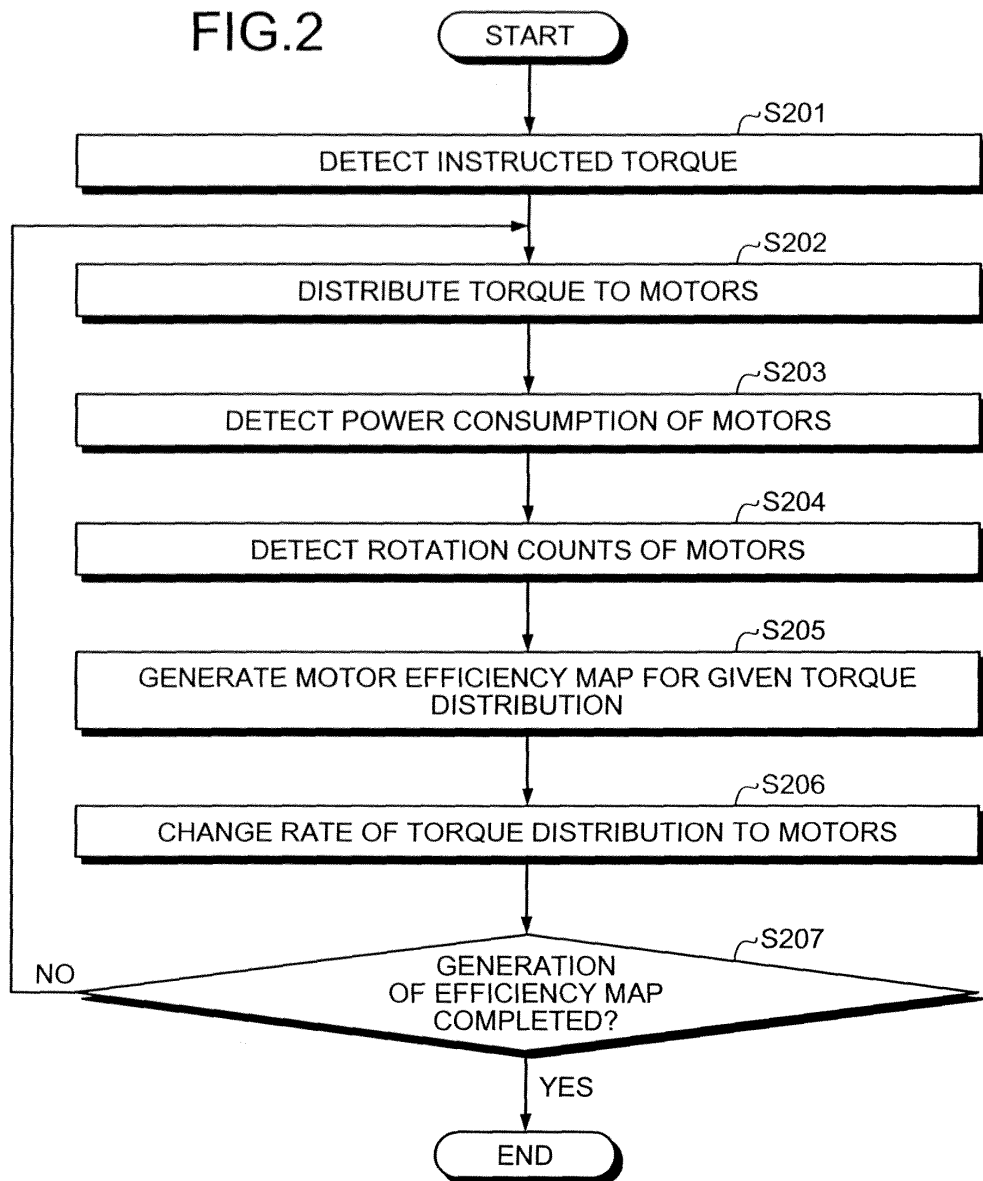 FIG.2
START
S201
DETECT INSTRUCTED TORQUE
S202
DISTRIBUTE TORQUE TO MOTORS
S203
DETECT POWER CONSUMPTION OF MOTORS
S204
DETECT ROTATION COUNTS OF MOTORS
S205
GENERATE MOTOR EFFICIENCY MAP FOR GIVEN TORQUE
DISTRIBUTION
S206
CHANGE RATE OF TORQUE DISTRIBUTION TO MOTORS
S207
NO
GENERATION
OF EFFICIENCY MAP
COMPLETED?
YES
END